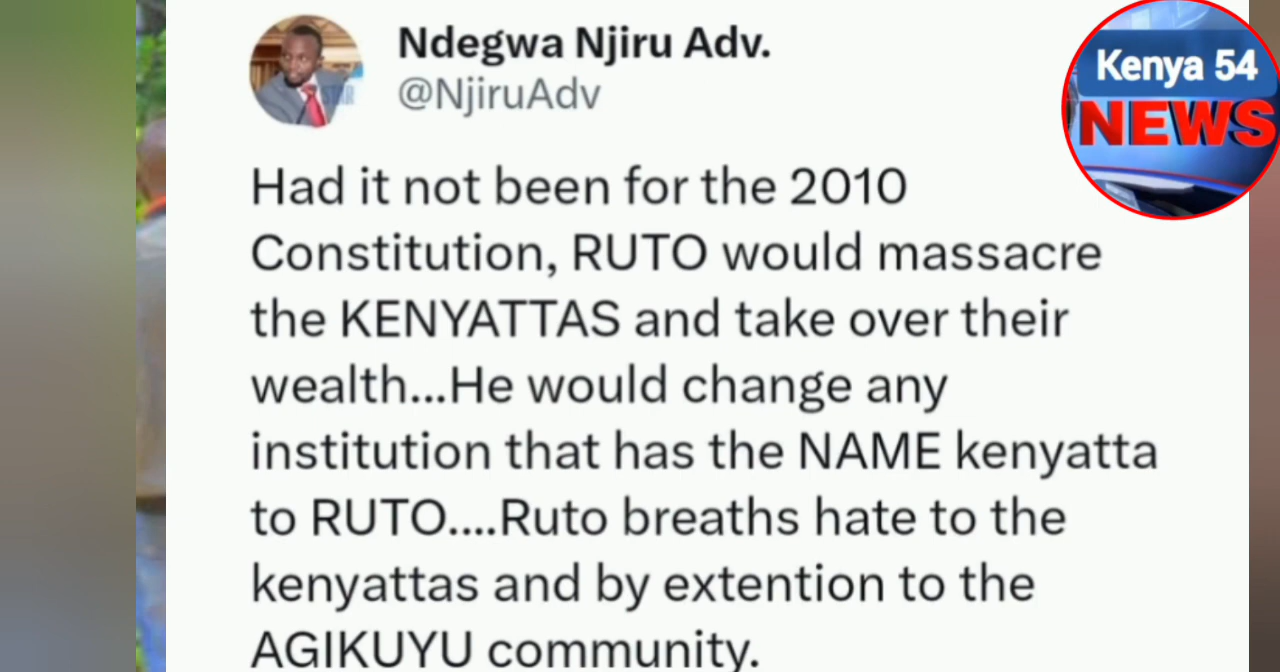 Ndegwa Njiru Adv.
@NjiruAdv
Kenya 54
NEWS
Had it not been for the 2010
Constitution, RUTO would massacre
the KENYATTAS and take over their
wealth...He would change any
institution that has the NAME kenyatta
to RUTO....Ruto breaths hate to the
kenyattas and by extention to the
AGIKUYU community.